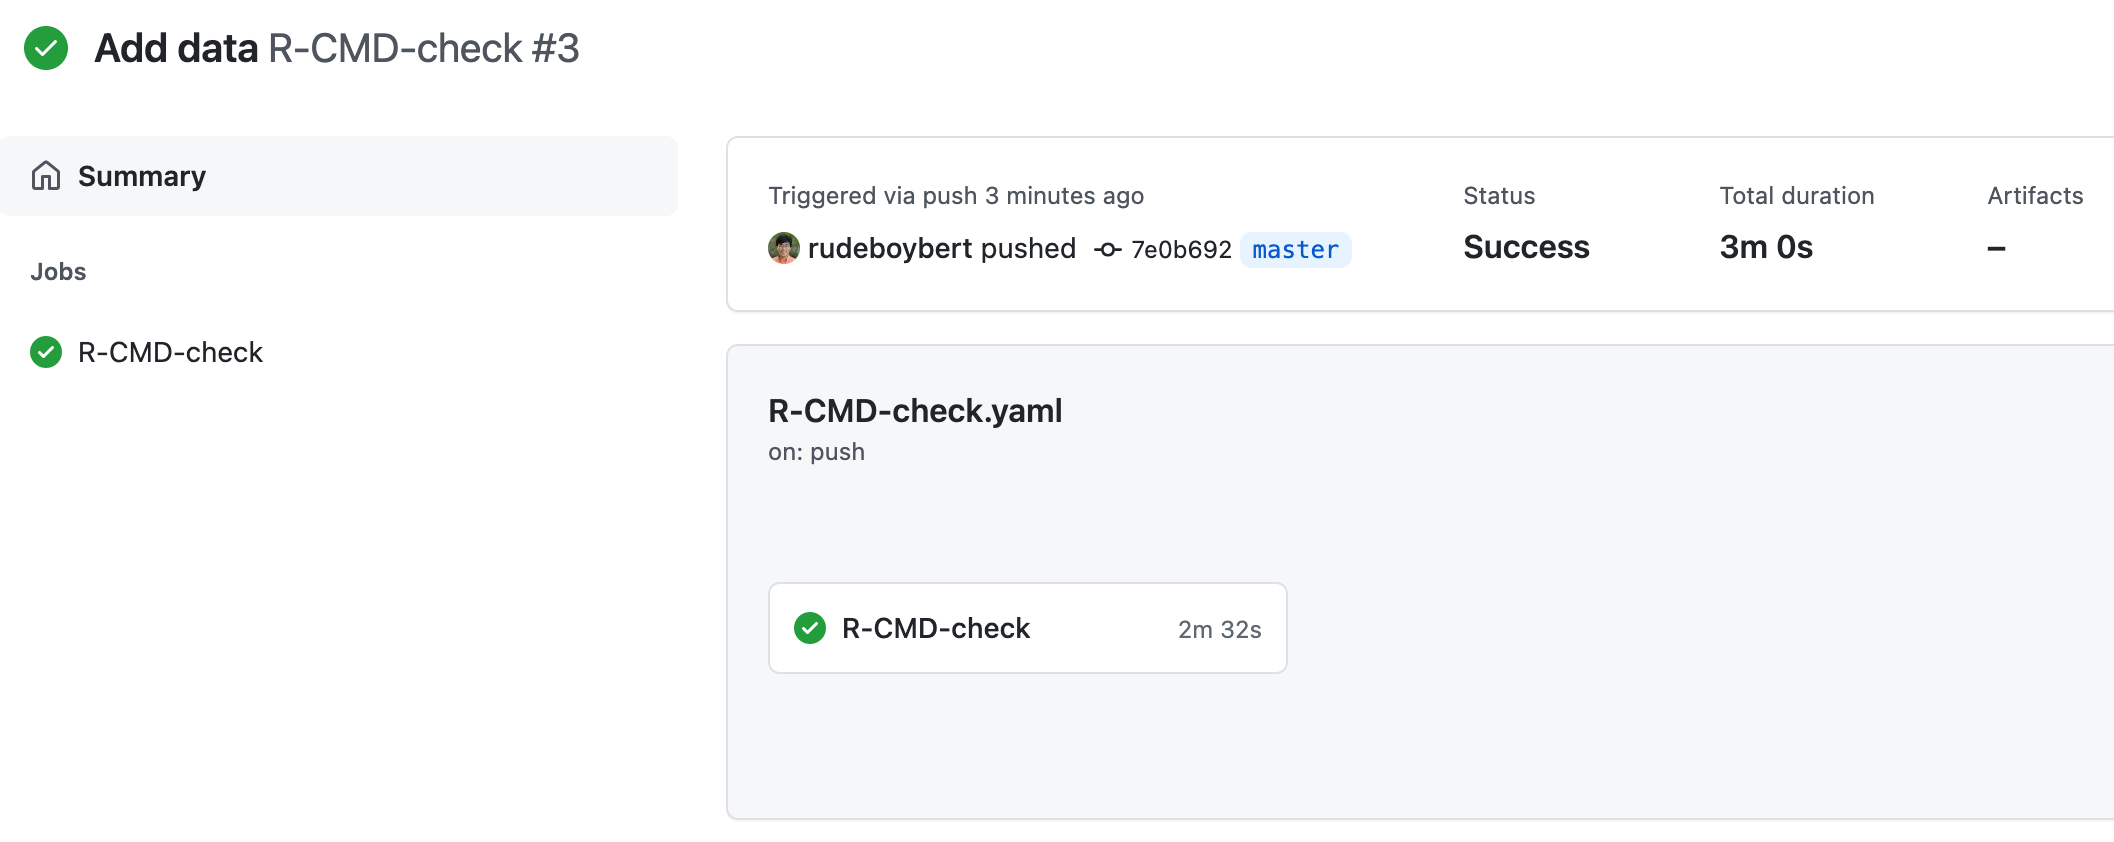 Add data R-CMD-check #3
Summary
Jobs
R-CMD-check
Triggered via push 3 minutes ago
rudeboybert pushed 7e0b692 master
Status
Success
Total duration
3m 0s
Artifacts
–
R-CMD-check.yaml
on: push
R-CMD-check 2m 32s